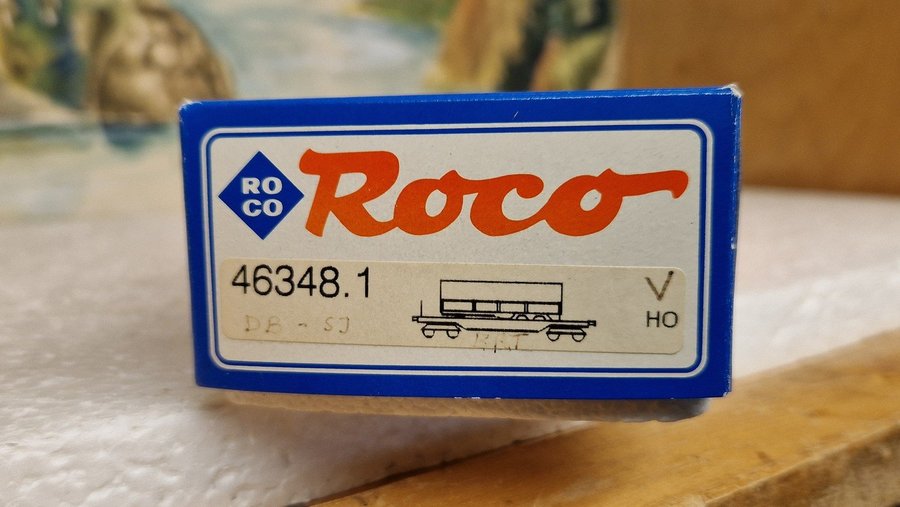 RO
CO
Roco
46348.1
DB - SJ
V
HO